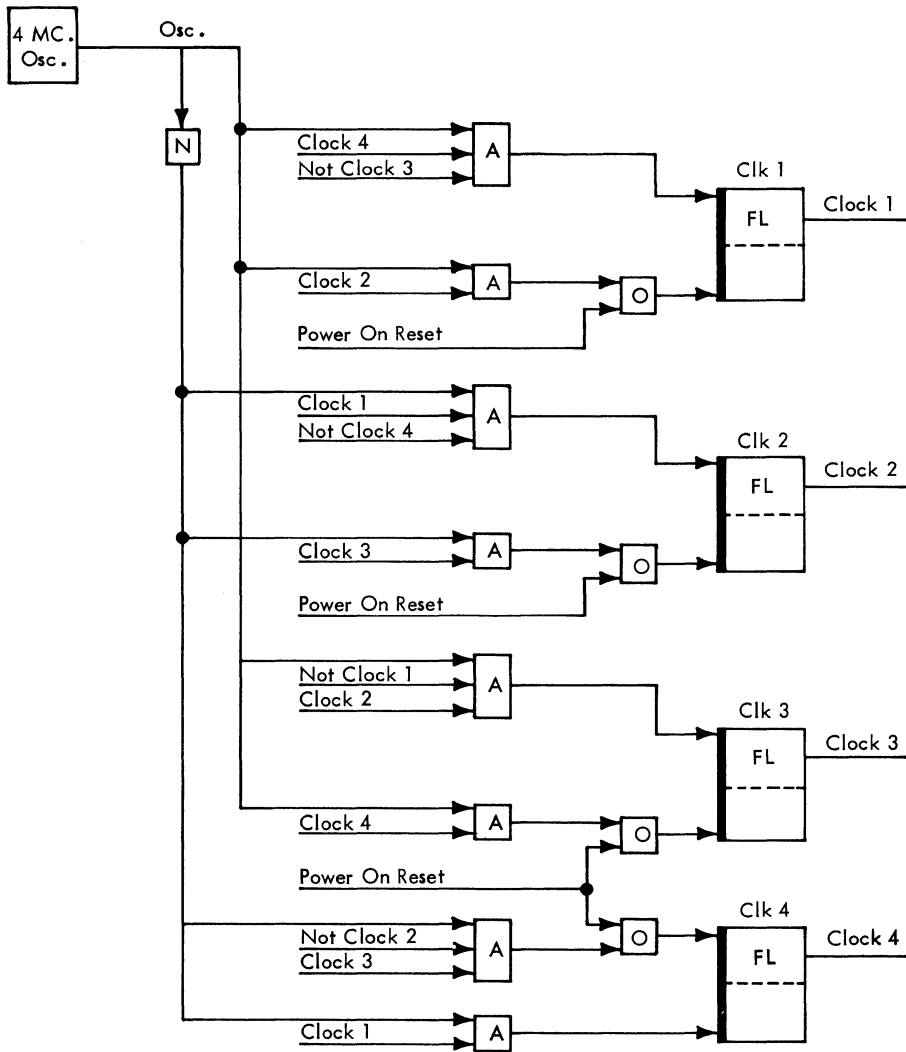 4 MC.
Osc.
Osc.
N
Clock 4
Not Clock 3
A
Clk 1
FL
Clock 1
Clock 2
A
O
Power On Reset
Clock 1
Not Clock 4
A
Clk 2
FL
Clock 2
Clock 3
A
O
Power On Reset
Not Clock 1
Clock 2
A
Clk 3
FL
Clock 3
Clock 4
A
O
Power On Reset
Not Clock 2
Clock 3
A
O
Clk 4
FL
Clock 4
Clock 1
A